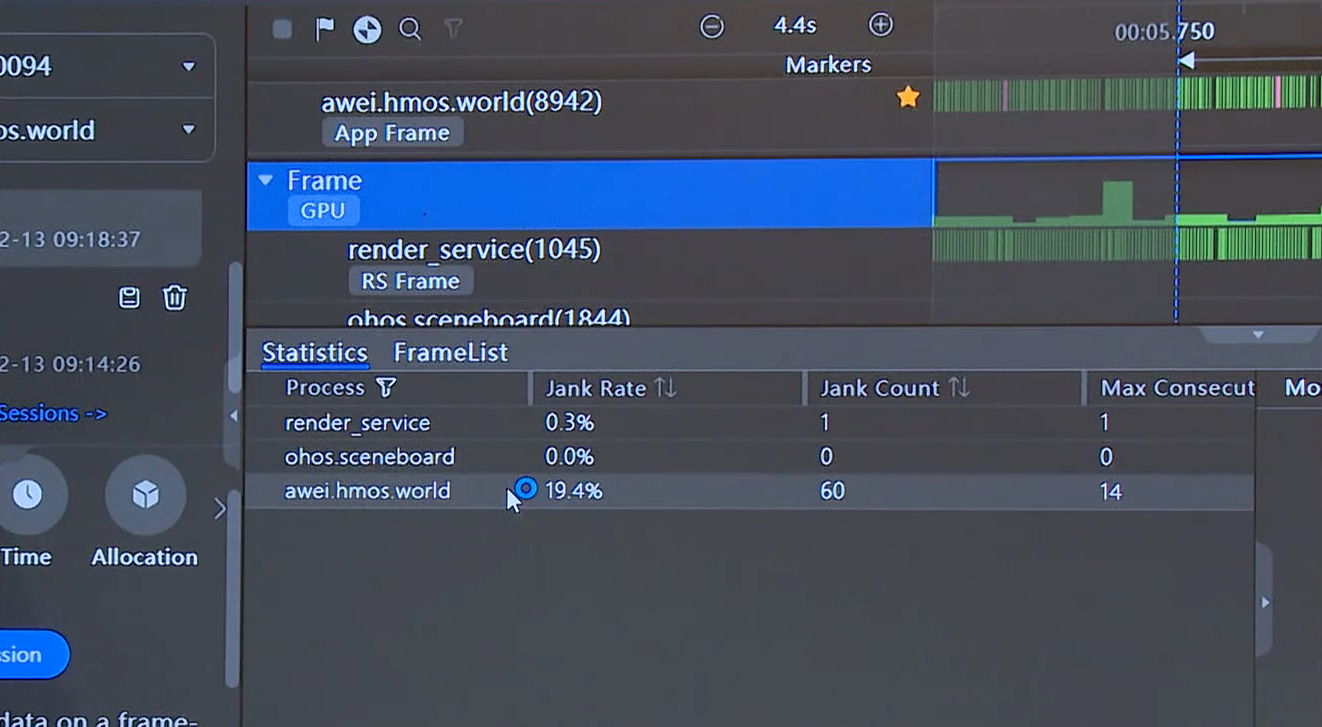 0094
os.world
2-13 09:18:37
2-13 09:14:26
Sessions ->
Time
Allocation
sion
data on a frame-
4.4s
00:05.750
Markers
awei.hmos.world(8942)
App Frame
Frame
GPU
render_service(1045)
RS Frame
ohos.sceneboard(1844)
Statistics FrameList
Process Jank Rate Jank Count Max Consecut Mo
render_service 0.3% 1 1
ohos.sceneboard 0.0% 0 0
awei.hmos.world 19.4% 60 14